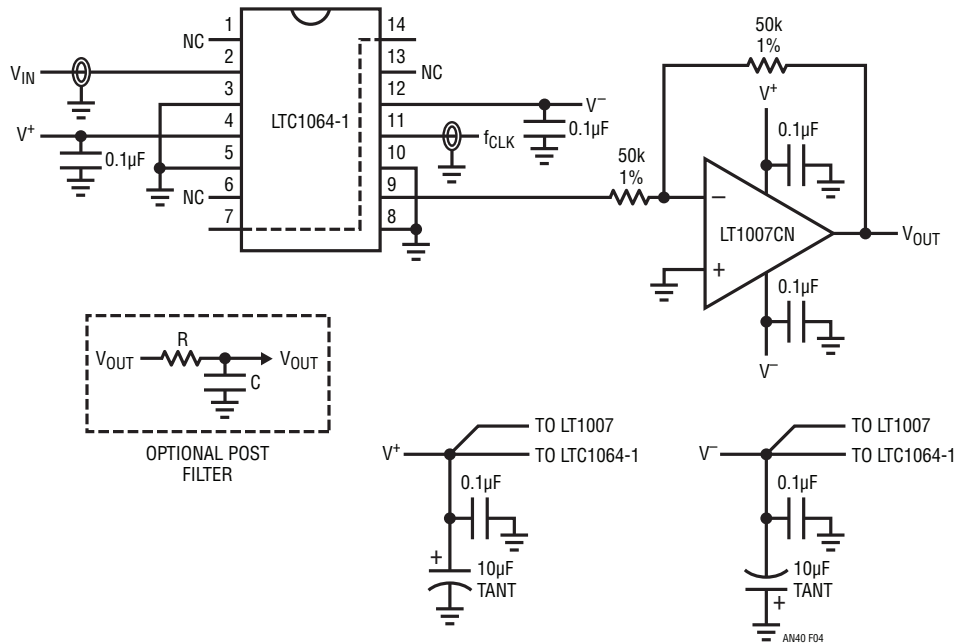 1
NC
2
V_IN
3
V+
4
0.1µF
5
6
NC
7
LTC1064-1
14
13
NC
12
V–
11
0.1µF
f_CLK
10
9
8
50k
1%
50k
1%
V+
0.1µF
–
LT1007CN
V_OUT
+
0.1µF
V–
R
V_OUT
V_OUT
C
OPTIONAL POST
FILTER
TO LT1007
V+
TO LTC1064-1
0.1µF
+
10µF
TANT
TO LT1007
V–
TO LTC1064-1
0.1µF
10µF
TANT
+
AN40 F04